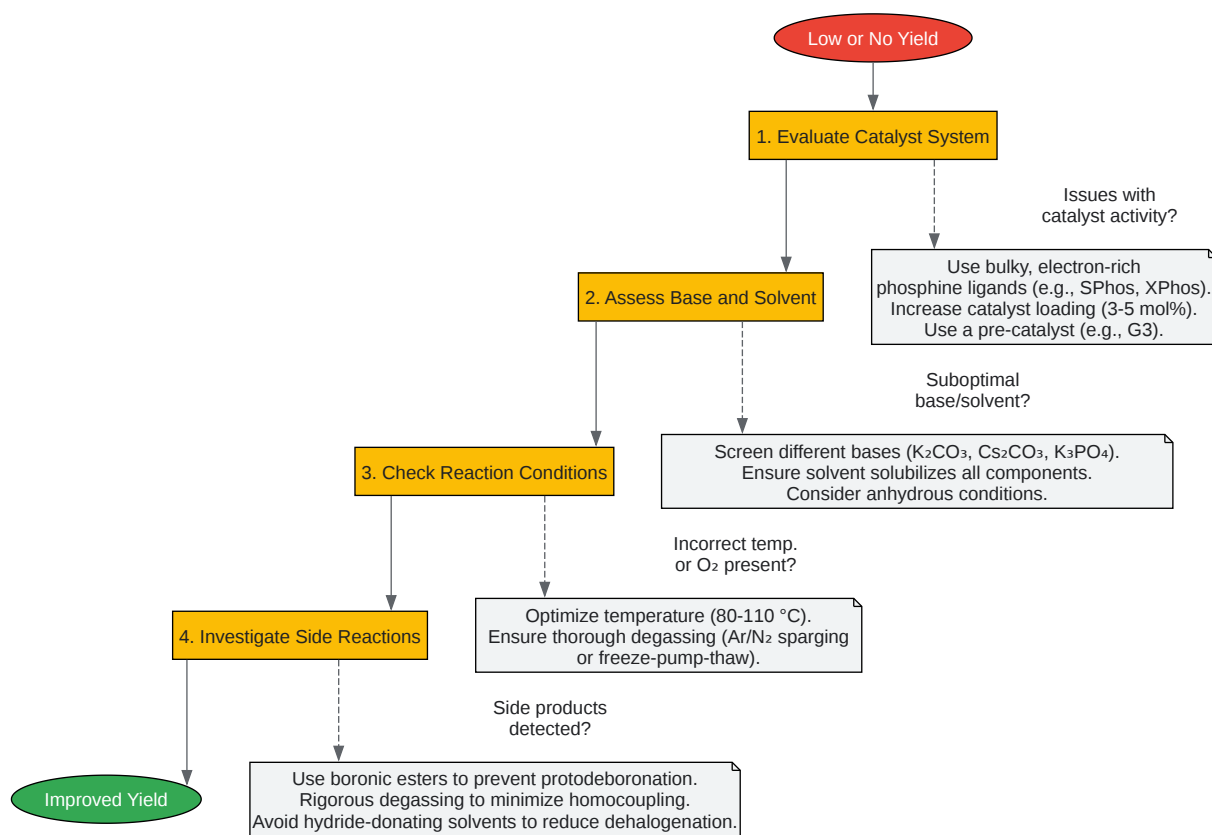 Low or No Yield
1. Evaluate Catalyst System
Issues with
catalyst activity?
Use bulky, electron-rich
phosphine ligands (e.g., SPhos, XPhos).
Increase catalyst loading (3-5 mol%).
Use a pre-catalyst (e.g., G3).
2. Assess Base and Solvent
Suboptimal
base/solvent?
Screen different bases (K₂CO₃, Cs₂CO₃, K₃PO₄).
Ensure solvent solubilizes all components.
Consider anhydrous conditions.
3. Check Reaction Conditions
Incorrect temp.
or O₂ present?
Optimize temperature (80-110 °C).
Ensure thorough degassing (Ar/N₂ sparging
or freeze-pump-thaw).
4. Investigate Side Reactions
Side products
detected?
Use boronic esters to prevent protodeboronation.
Rigorous degassing to minimize homocoupling.
Avoid hydride-donating solvents to reduce dehalogenation.
Improved Yield